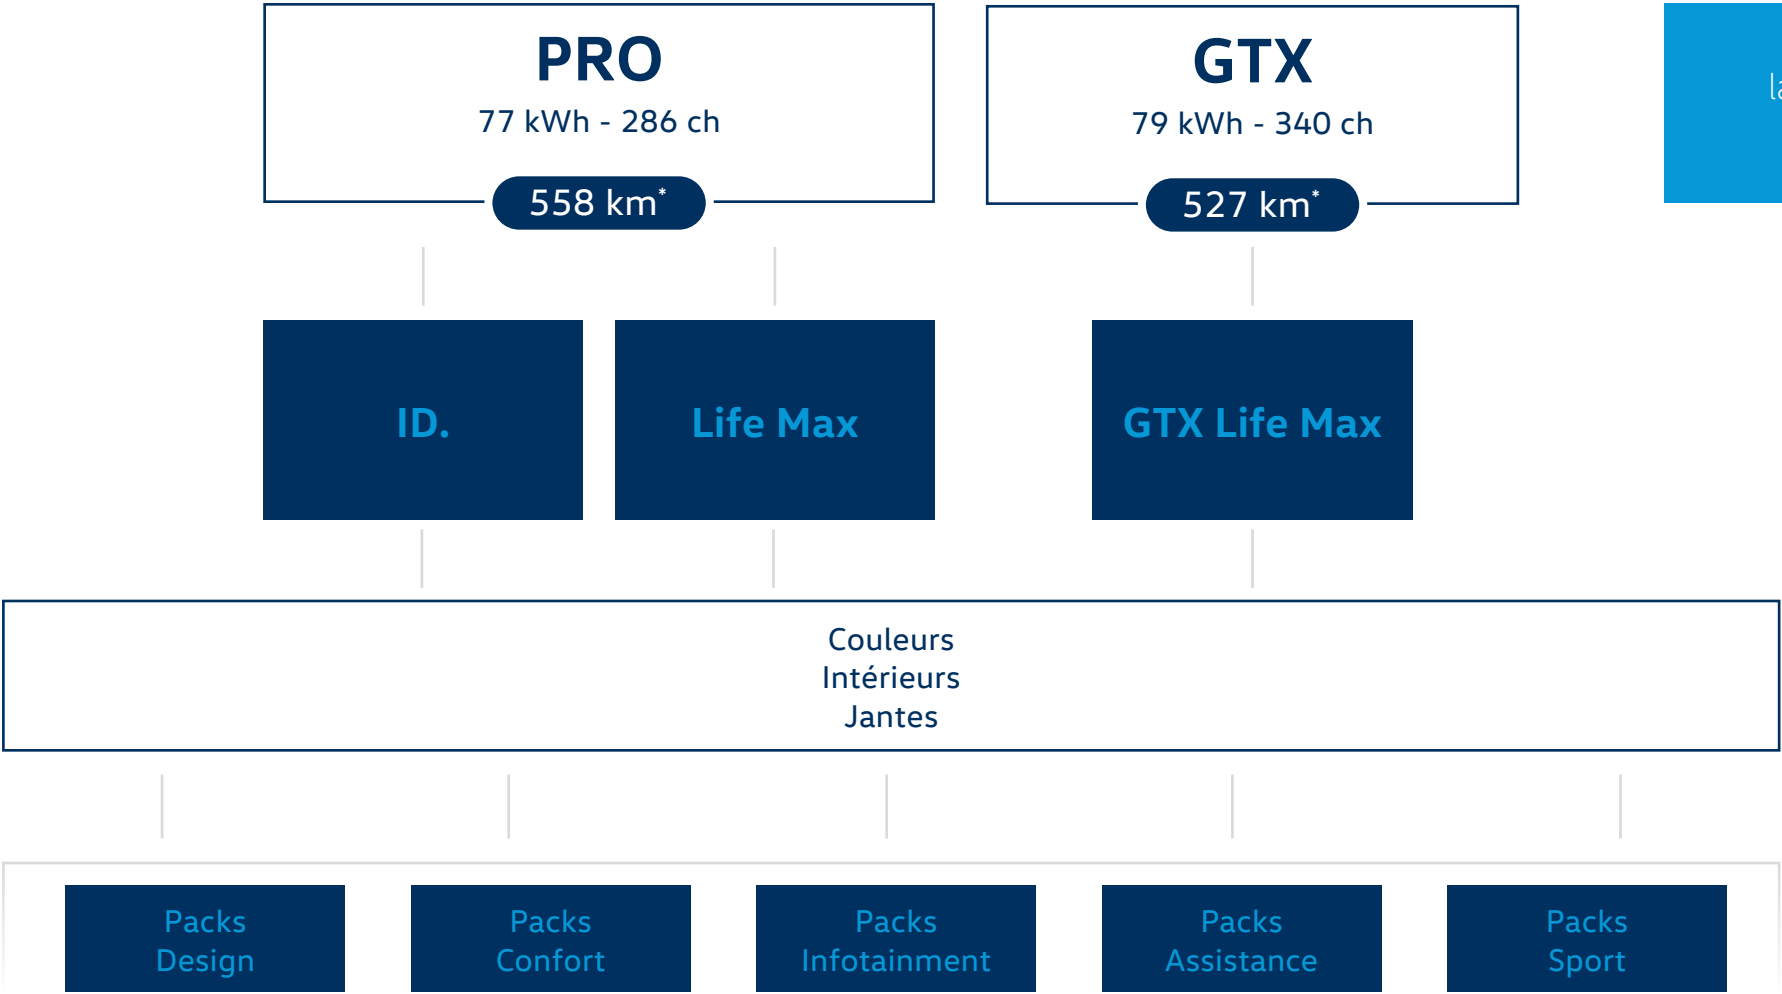 PRO
77 kWh - 286 ch
558 km*
GTX
79 kWh - 340 ch
527 km*
ID.
Life Max
GTX Life Max
Couleurs
Intérieurs
Jantes
Packs
Design
Packs
Confort
Packs
Infotainment
Packs
Assistance
Packs
Sport